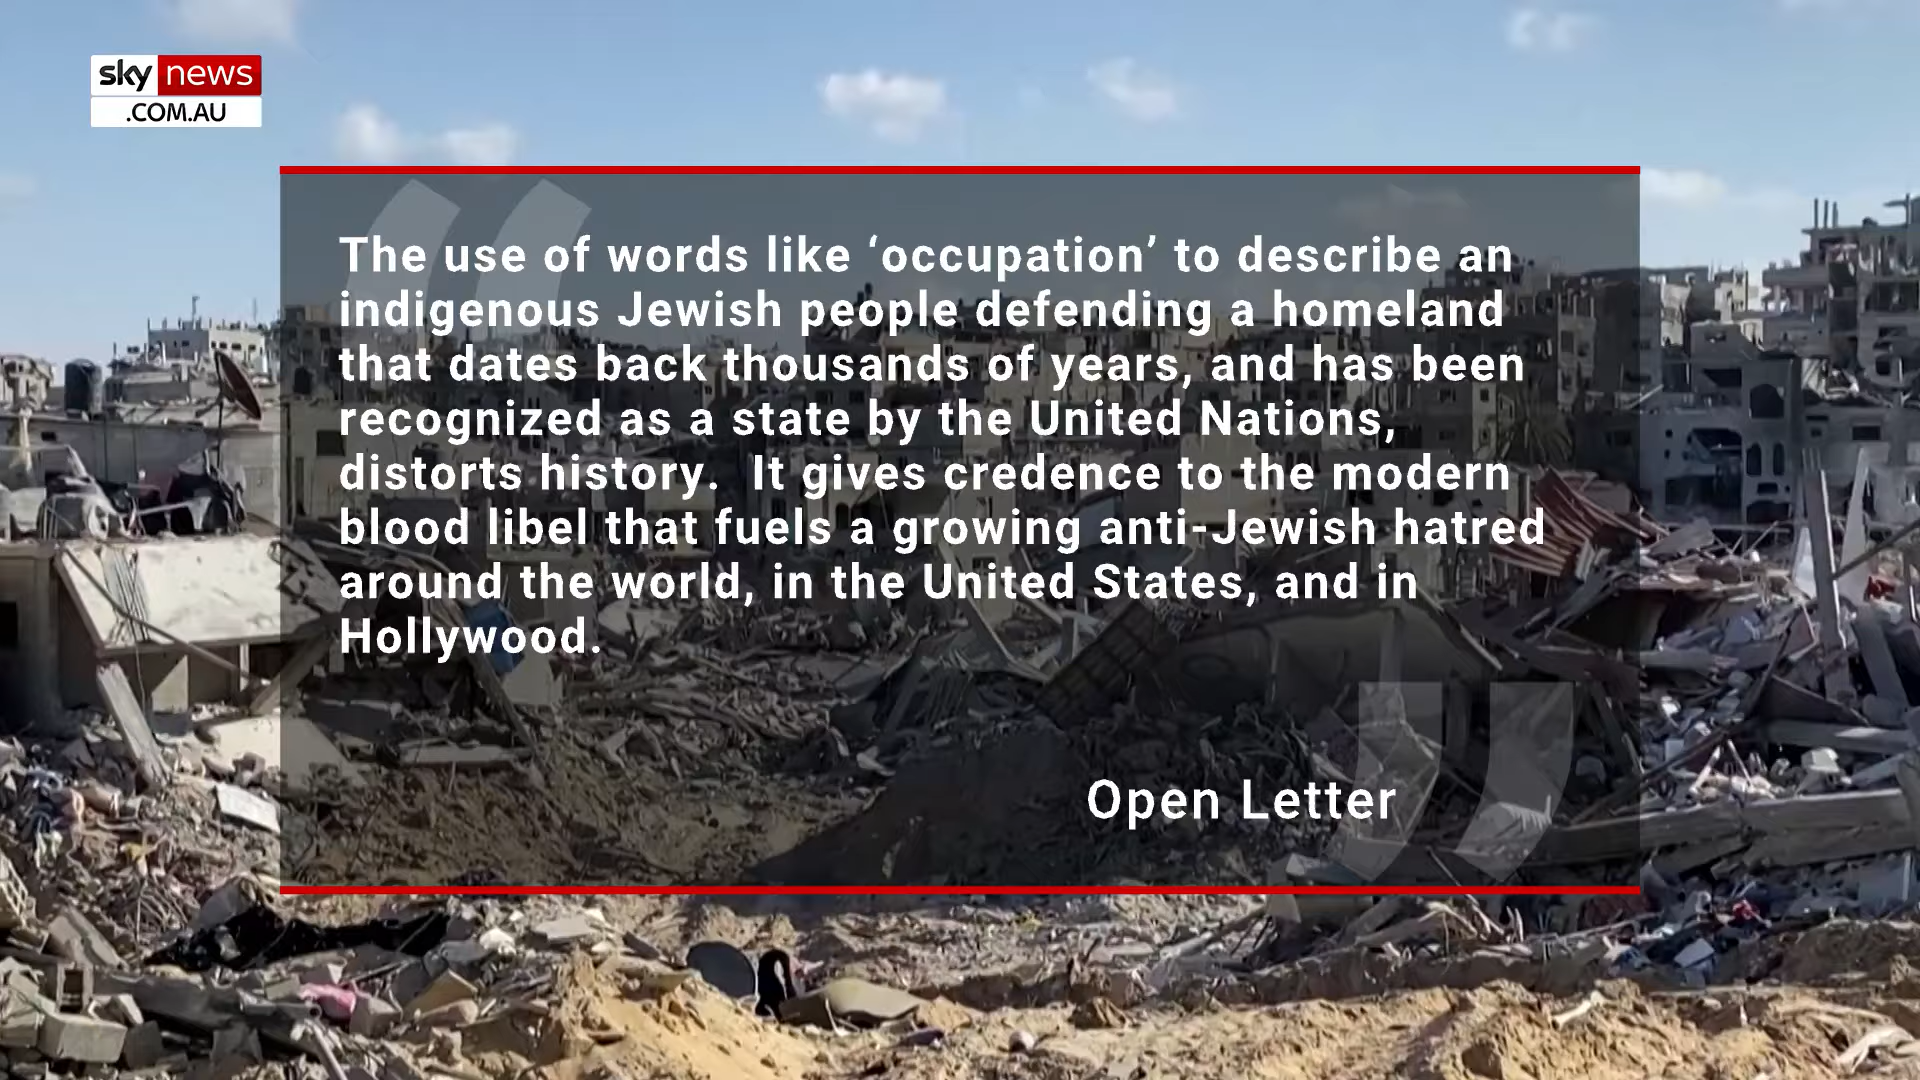 sky news
.COM.AU
The use of words like ‘occupation’ to describe an
indigenous Jewish people defending a homeland
that dates back thousands of years, and has been
recognized as a state by the United Nations,
distorts history.  It gives credence to the modern
blood libel that fuels a growing anti-Jewish hatred
around the world, in the United States, and in
Hollywood.
Open Letter